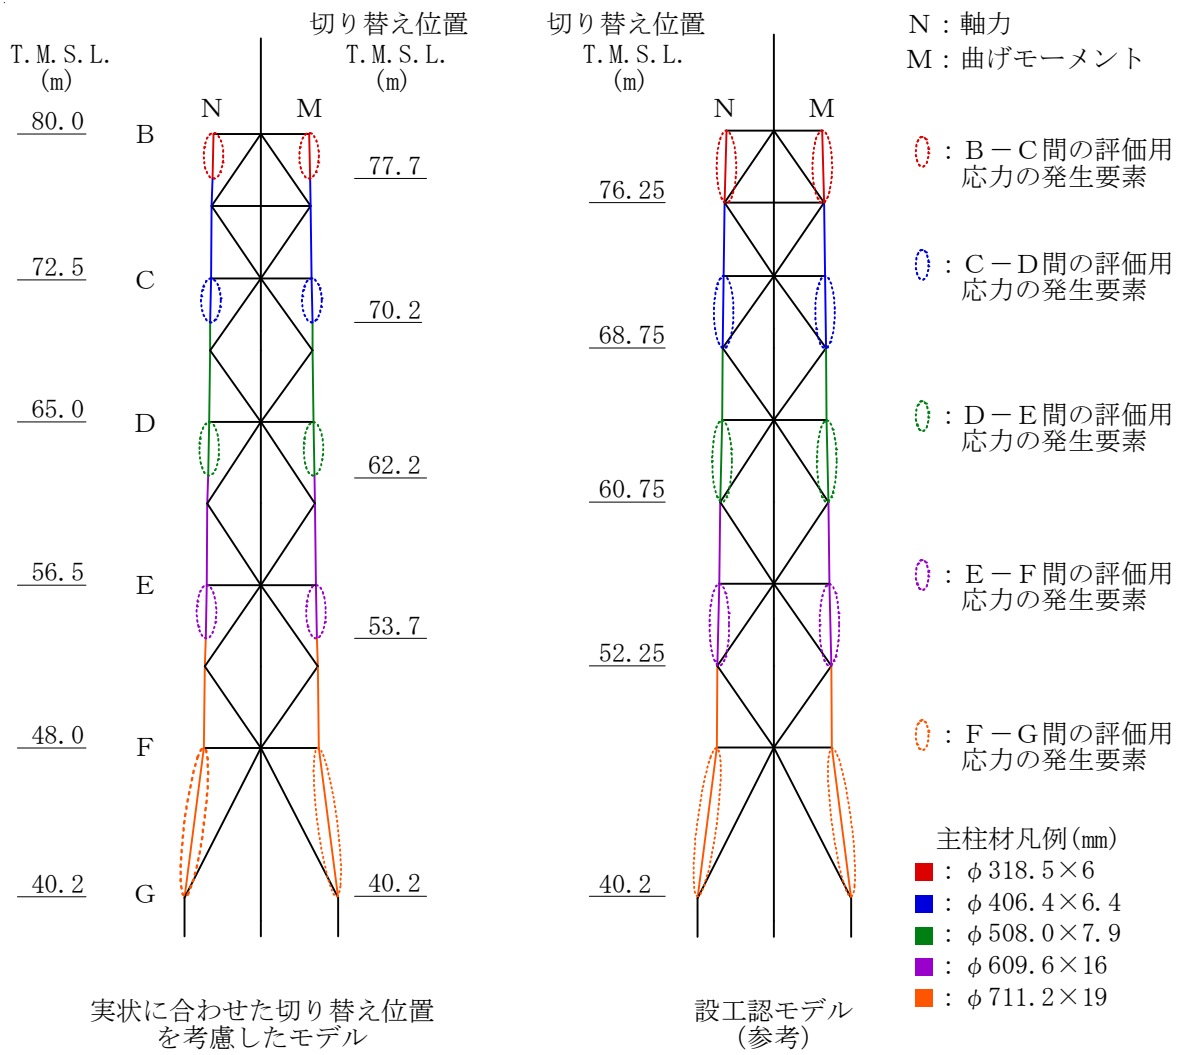 切り替え位置
T.M.S.L.
(m)
T.M.S.L.
(m)
N
M
80.0
B
77.7
72.5
C
70.2
65.0
D
62.2
56.5
E
53.7
48.0
F
40.2
G
40.2
実状に合わせた切り替え位置
を考慮したモデル
切り替え位置
T.M.S.L.
(m)
N
M
76.25
68.75
60.75
52.25
40.2
設工認モデル
(参考)
N:軸力
M:曲げモーメント
:B-C間の評価用
応力の発生要素
:C-D間の評価用
応力の発生要素
:D-E間の評価用
応力の発生要素
:E-F間の評価用
応力の発生要素
:F-G間の評価用
応力の発生要素
主柱材凡例(mm)
:φ318.5×6
:φ406.4×6.4
:φ508.0×7.9
:φ609.6×16
:φ711.2×19